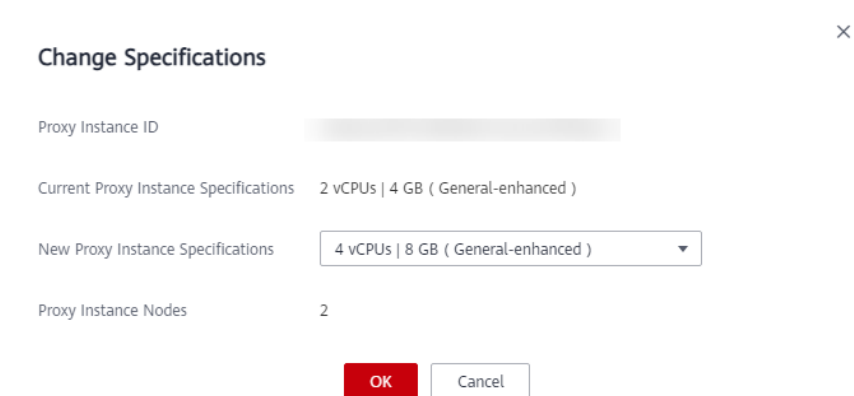 Change Specifications
Proxy Instance ID
Current Proxy Instance Specifications 2 vCPUs | 4 GB ( General-enhanced )
New Proxy Instance Specifications 4 vCPUs | 8 GB ( General-enhanced )
Proxy Instance Nodes 2
OK Cancel